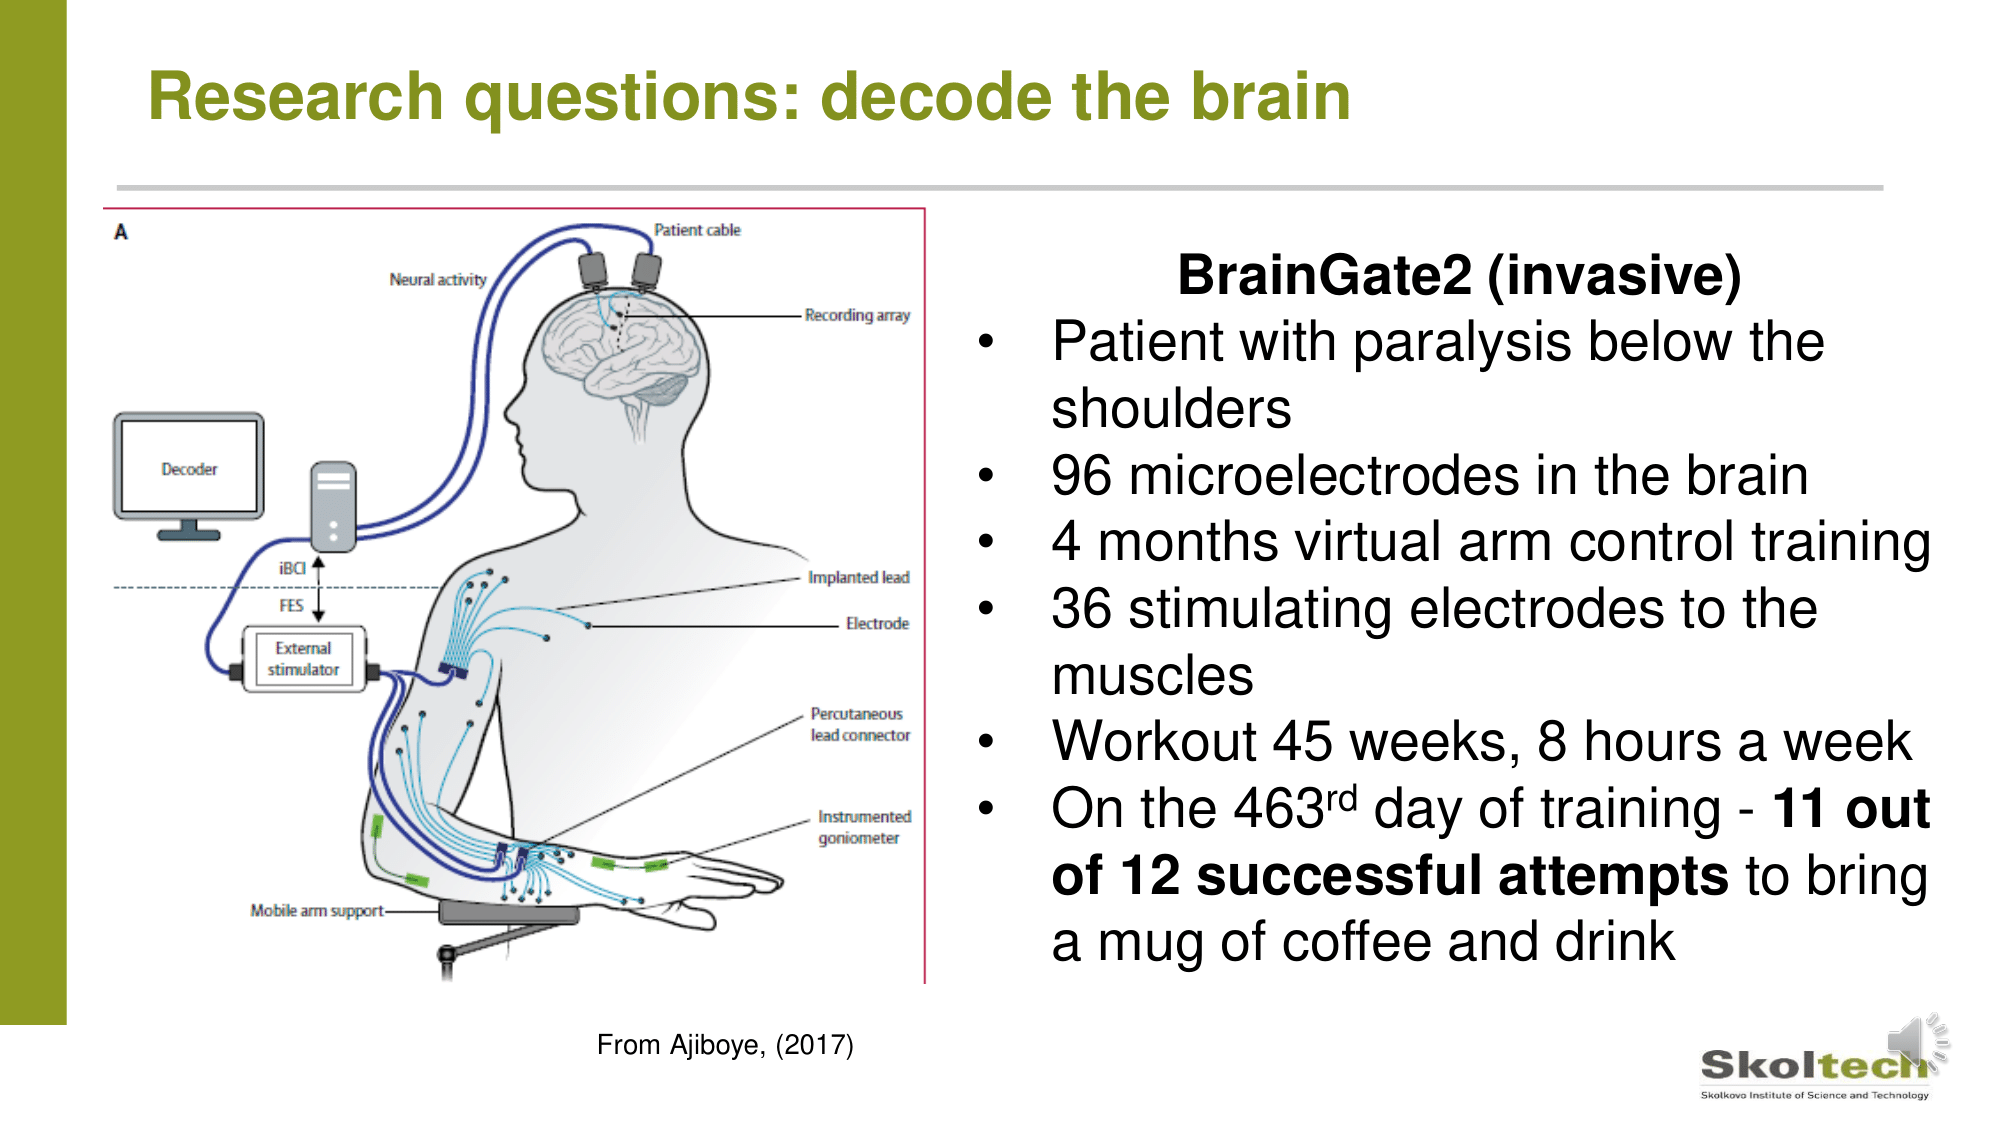 Research questions: decode the brain
A
Patient cable
Neural activity
Recording array
Decoder
iBCI
FES
Implanted lead
Electrode
External
stimulator
Percutaneous
lead connector
Instrumented
goniometer
Mobile arm support
BrainGate2 (invasive)
• Patient with paralysis below the
shoulders
• 96 microelectrodes in the brain
• 4 months virtual arm control training
• 36 stimulating electrodes to the
muscles
• Workout 45 weeks, 8 hours a week
• On the 463rd day of training - 11 out
of 12 successful attempts to bring
a mug of coffee and drink
From Ajiboye, (2017)
Skoltech
Skolkovo Institute of Science and Technology